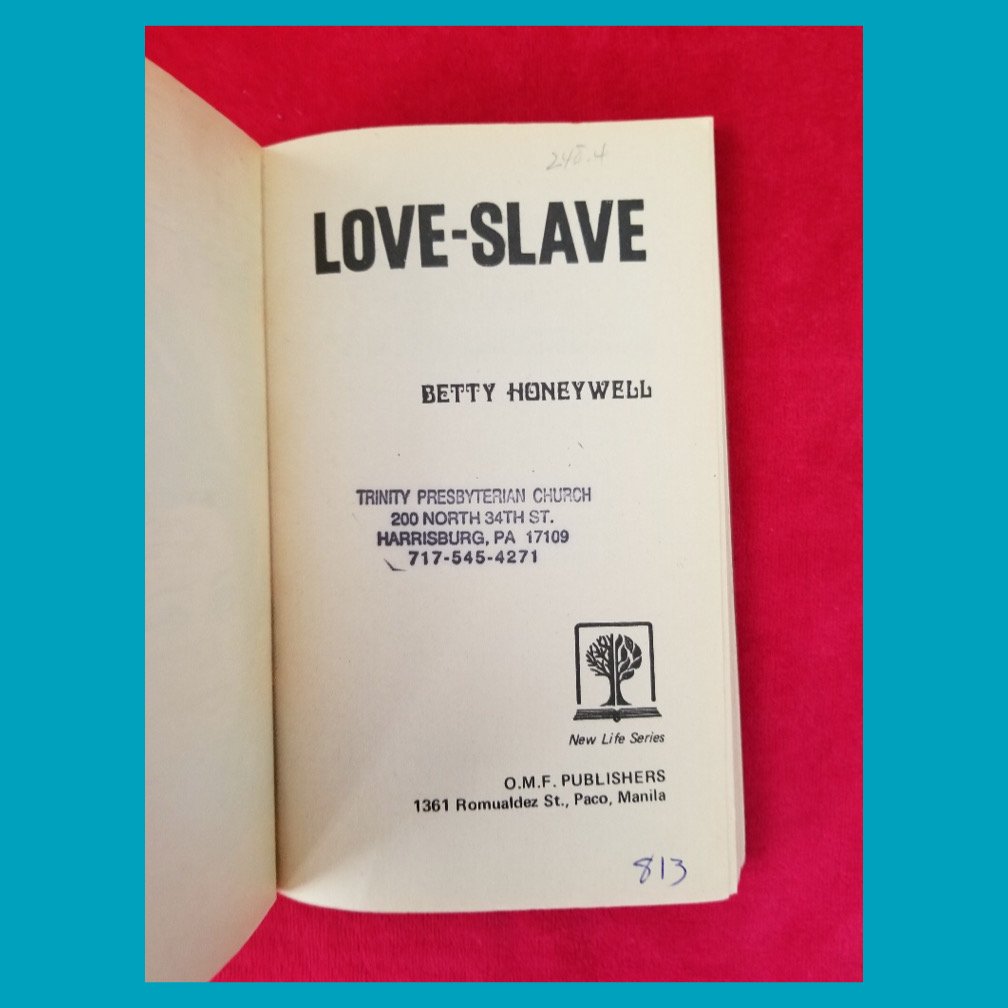 248.4
LOVE-SLAVE
BETTY HONEYWELL
TRINITY PRESBYTERIAN CHURCH
200 NORTH 34TH ST.
HARRISBURG, PA 17109
717-545-4271
New Life Series
O.M.F. PUBLISHERS
1361 Romualdez St., Paco, Manila
813